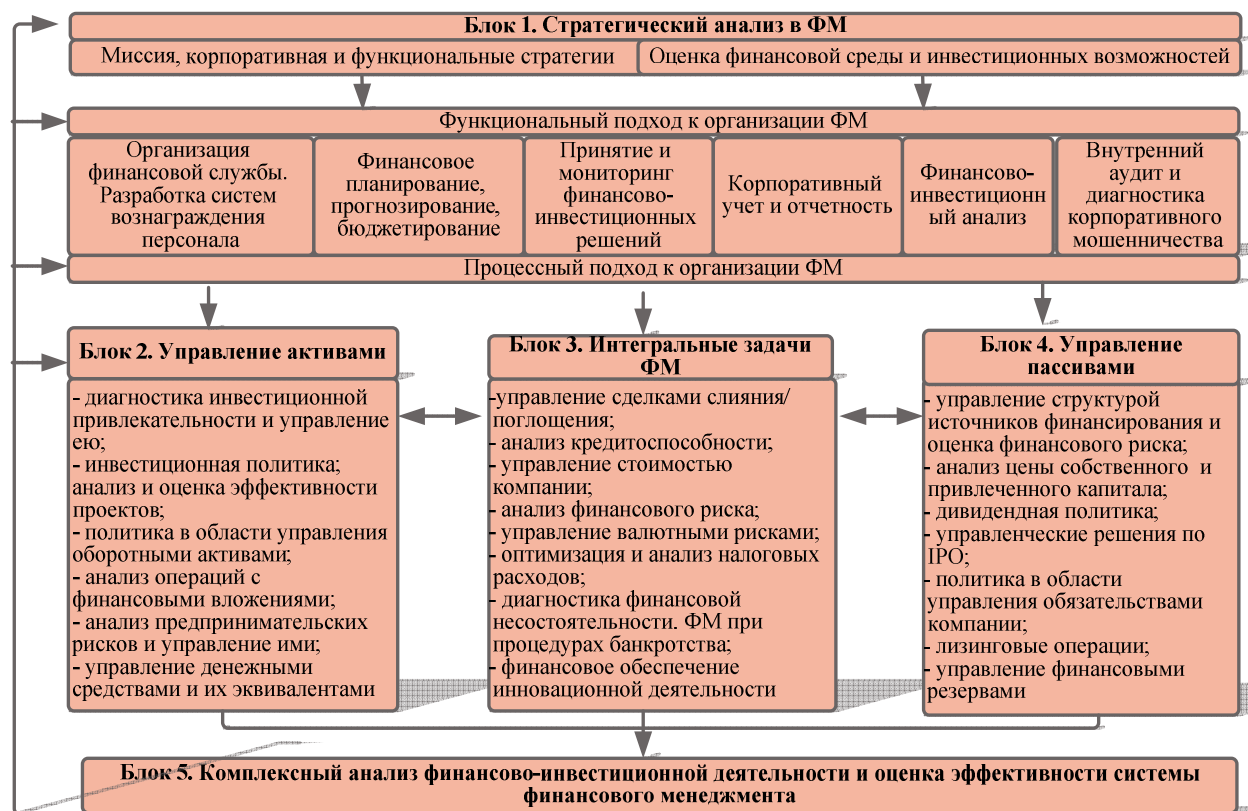 Блок 1. Стратегический анализ в ФМ
Миссия, корпоративная и функциональные стратегии
Оценка финансовой среды и инвестиционных возможностей
Функциональный подход к организации ФМ
Организация
финансовой службы.
Разработка систем
вознаграждения
персонала
Финансовое
планирование,
прогнозирование,
бюджетирование
Принятие и
мониторинг
финансово-
инвестиционных
решений
Корпоративный
учет и отчетность
Финансово-
инвестиционн
ый анализ
Внутренний
аудит и
диагностика
корпоративного
мошенничества
Процессный подход к организации ФМ
Блок 2. Управление активами
- диагностика инвестиционной
привлекательности и управление
ею;
- инвестиционная политика;
анализ и оценка эффективности
проектов;
- политика в области управления
оборотными активами;
- анализ операций с
финансовыми вложениями;
- анализ предпринимательских
рисков и управление ими;
- управление денежными
средствами и их эквивалентами
Блок 3. Интегральные задачи
ФМ
-управление сделками слияния/
поглощения;
- анализ кредитоспособности;
- управление стоимостью
компании;
- анализ финансового риска;
- управление валютными рисками;
- оптимизация и анализ налоговых
расходов;
- диагностика финансовой
несостоятельности. ФМ при
процедурах банкротства;
- финансовое обеспечение
инновационной деятельности
Блок 4. Управление
пассивами
- управление структурой
источников финансирования и
оценка финансового риска;
- анализ цены собственного и
привлеченного капитала;
- дивидендная политика;
- управленческие решения по
IPO;
- политика в области
управления обязательствами
компании;
- лизинговые операции;
- управление финансовыми
резервами
Блок 5. Комплексный анализ финансово-инвестиционной деятельности и оценка эффективности системы
финансового менеджмента